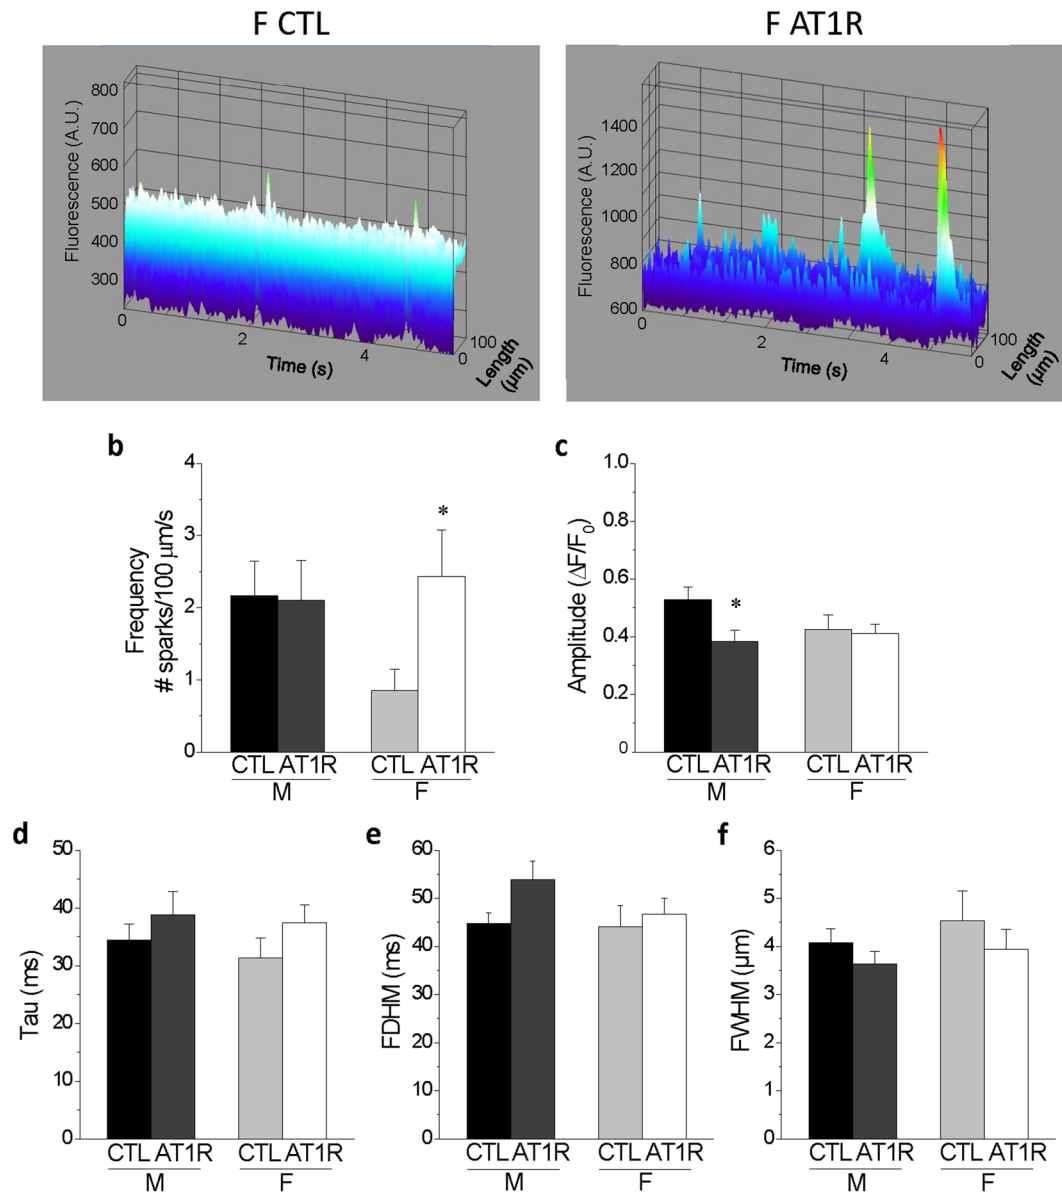 F CTL
F AT1R
Fluorescence (A.U.)
800
700
600
500
400
300
0
2
4
0
100
Time (s)
Length (µm)
Fluorescence (A.U.)
1400
1200
1000
800
600
0
2
4
0
100
Time (s)
Length (µm)
b
Frequency
# sparks/100 µm/s
4
3
2
1
0
*
CTL AT1R
CTL AT1R
M
F
c
Amplitude (ΔF/F0)
1.0
0.8
0.6
0.4
0.2
0
*
CTL AT1R
CTL AT1R
M
F
d
Tau (ms)
50
40
30
20
10
0
CTL AT1R
CTL AT1R
M
F
e
FDHM (ms)
60
50
40
30
20
10
0
CTL AT1R
CTL AT1R
M
F
f
FWHM (µm)
6
5
4
3
2
1
0
CTL AT1R
CTL AT1R
M
F